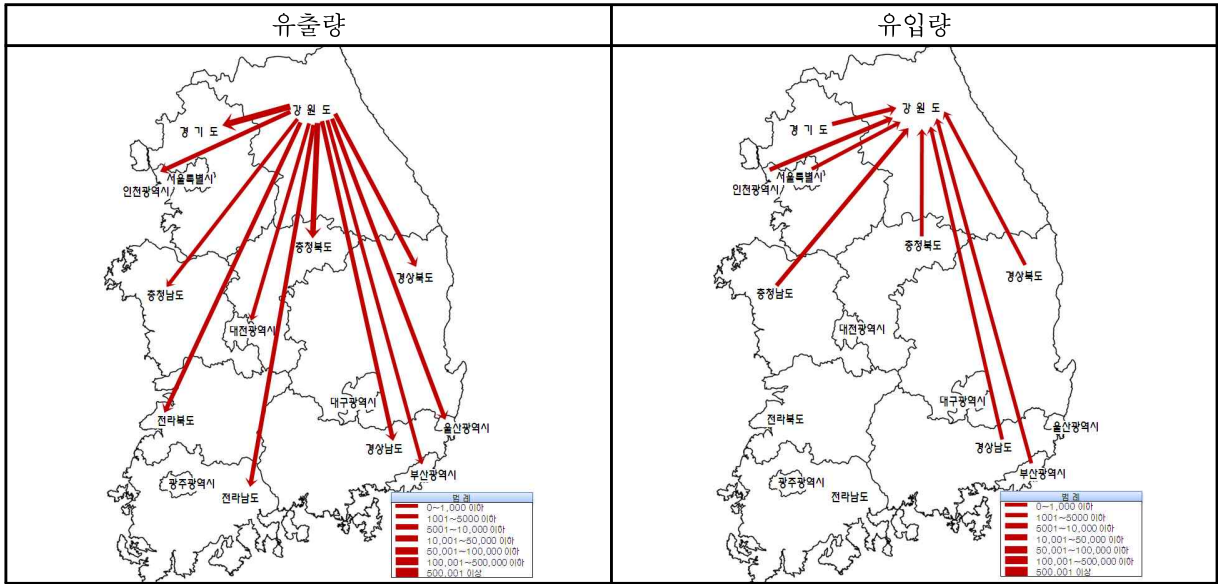 유출량
유입량
강 원 도
경 기 도
서울특별시
인천광역시
충청북도
경상북도
충청남도
대전광역시
대구광역시
전라북도
울산광역시
경상남도
부산광역시
광주광역시
전라남도
범 례
0~1,000 이하
1001~5000 이하
5001~10,000 이하
10,001~50,000 이하
50,001~100,000 이하
100,001~500,000 이하
500,001 이상
강 원 도
경 기 도
서울특별시
인천광역시
충청북도
경상북도
충청남도
대전광역시
대구광역시
전라북도
울산광역시
경상남도
부산광역시
광주광역시
전라남도
범 례
0~1,000 이하
1001~5000 이하
5001~10,000 이하
10,001~50,000 이하
50,001~100,000 이하
100,001~500,000 이하
500,001 이상